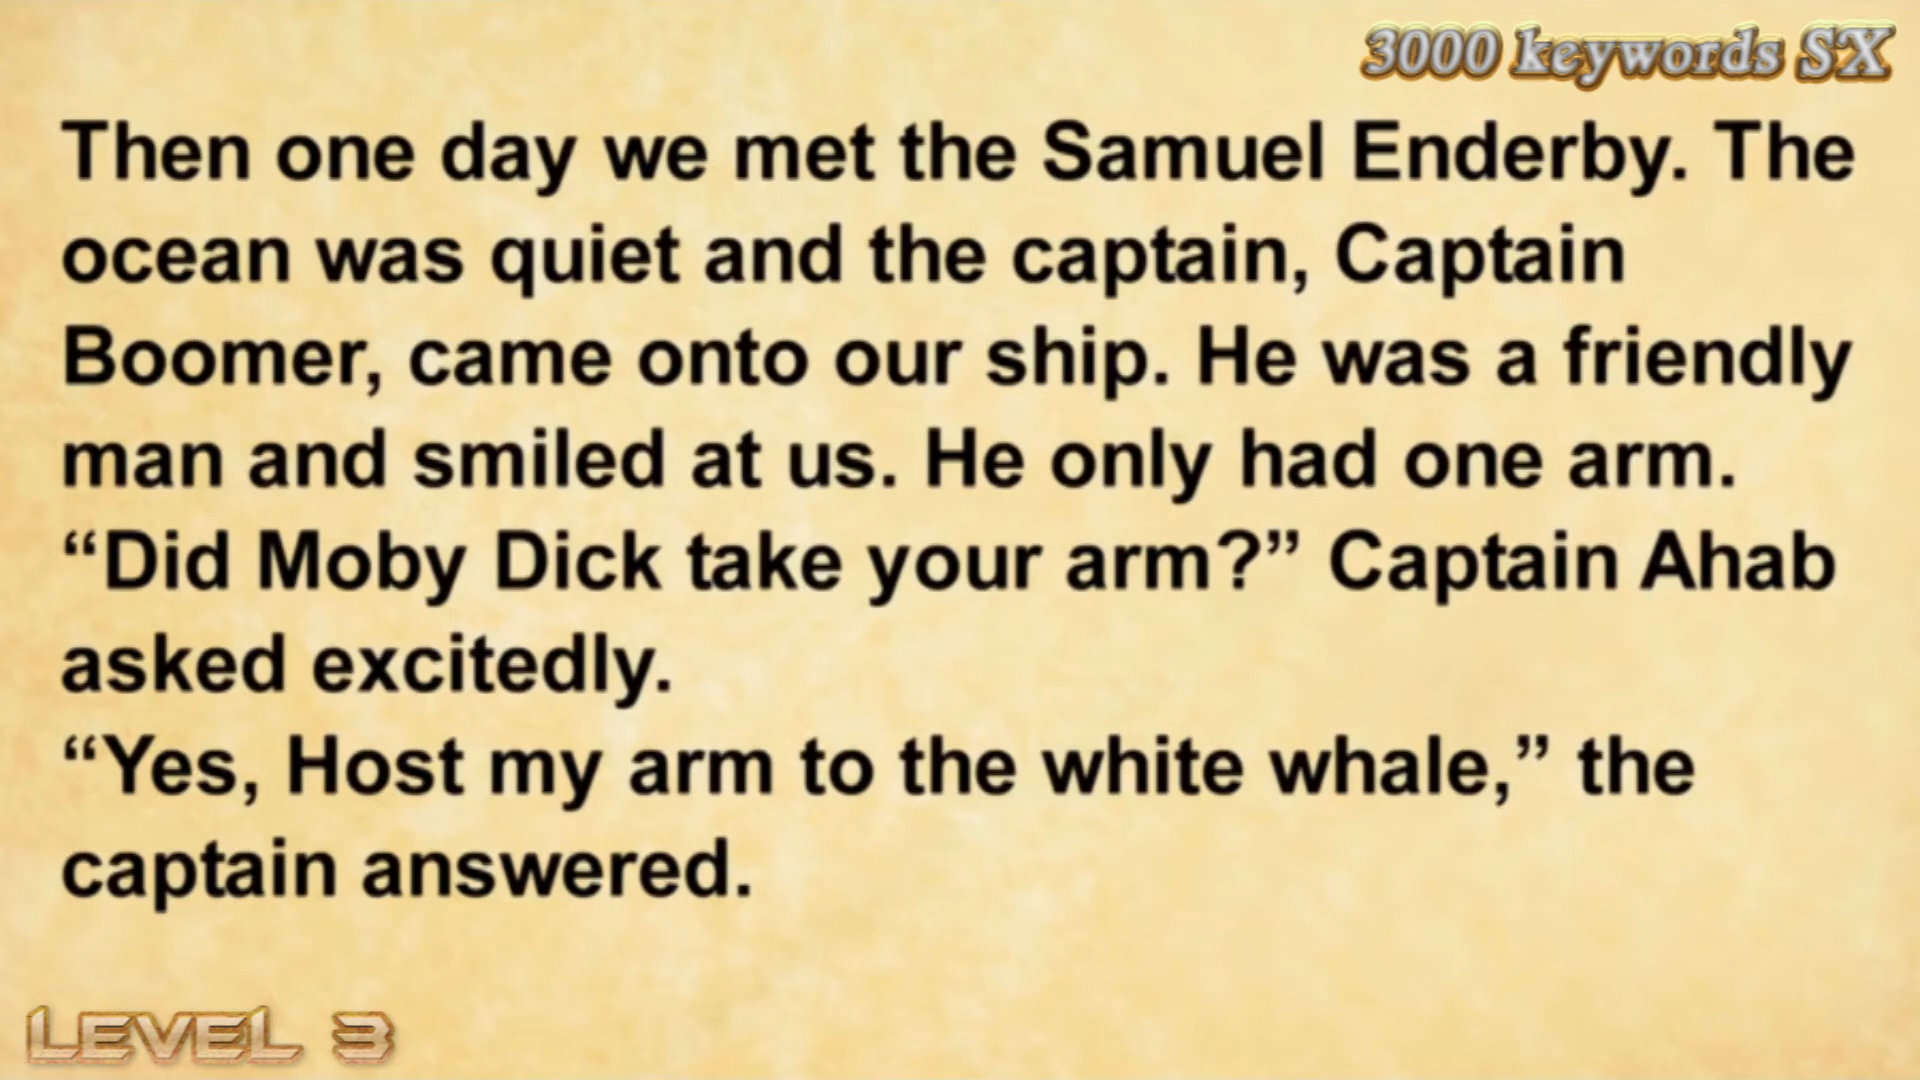 3000 keywords SX
Then one day we met the Samuel Enderby. The
ocean was quiet and the captain, Captain
Boomer, came onto our ship. He was a friendly
man and smiled at us. He only had one arm.
“Did Moby Dick take your arm?” Captain Ahab
asked excitedly.
“Yes, Host my arm to the white whale,” the
captain answered.
LEVEL 3